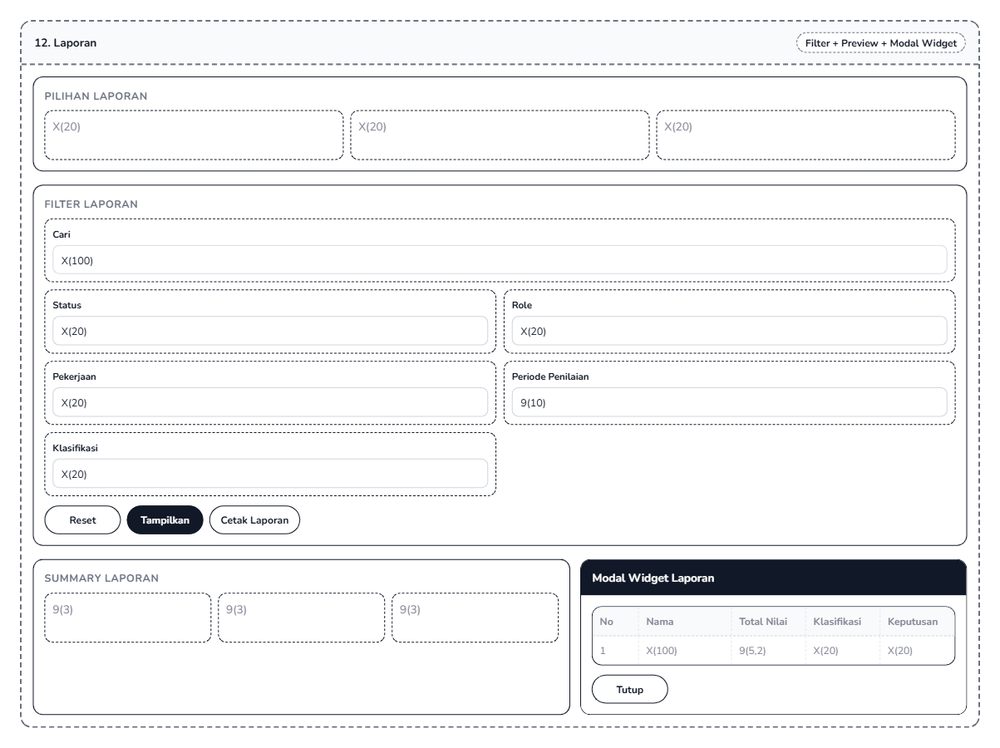 12. Laporan
Filter + Preview + Modal Widget
PILIHAN LAPORAN
X(20) X(20) X(20)
FILTER LAPORAN
Cari
X(100)
Status Role
X(20) X(20)
Pekerjaan Periode Penilaian
X(20) 9(10)
Klasifikasi
X(20)
Reset Tampilkan Cetak Laporan
SUMMARY LAPORAN
9(3) 9(3) 9(3)
Modal Widget Laporan
No Nama Total Nilai Klasifikasi Keputusan
1 X(100) 9(5,2) X(20) X(20)
Tutup